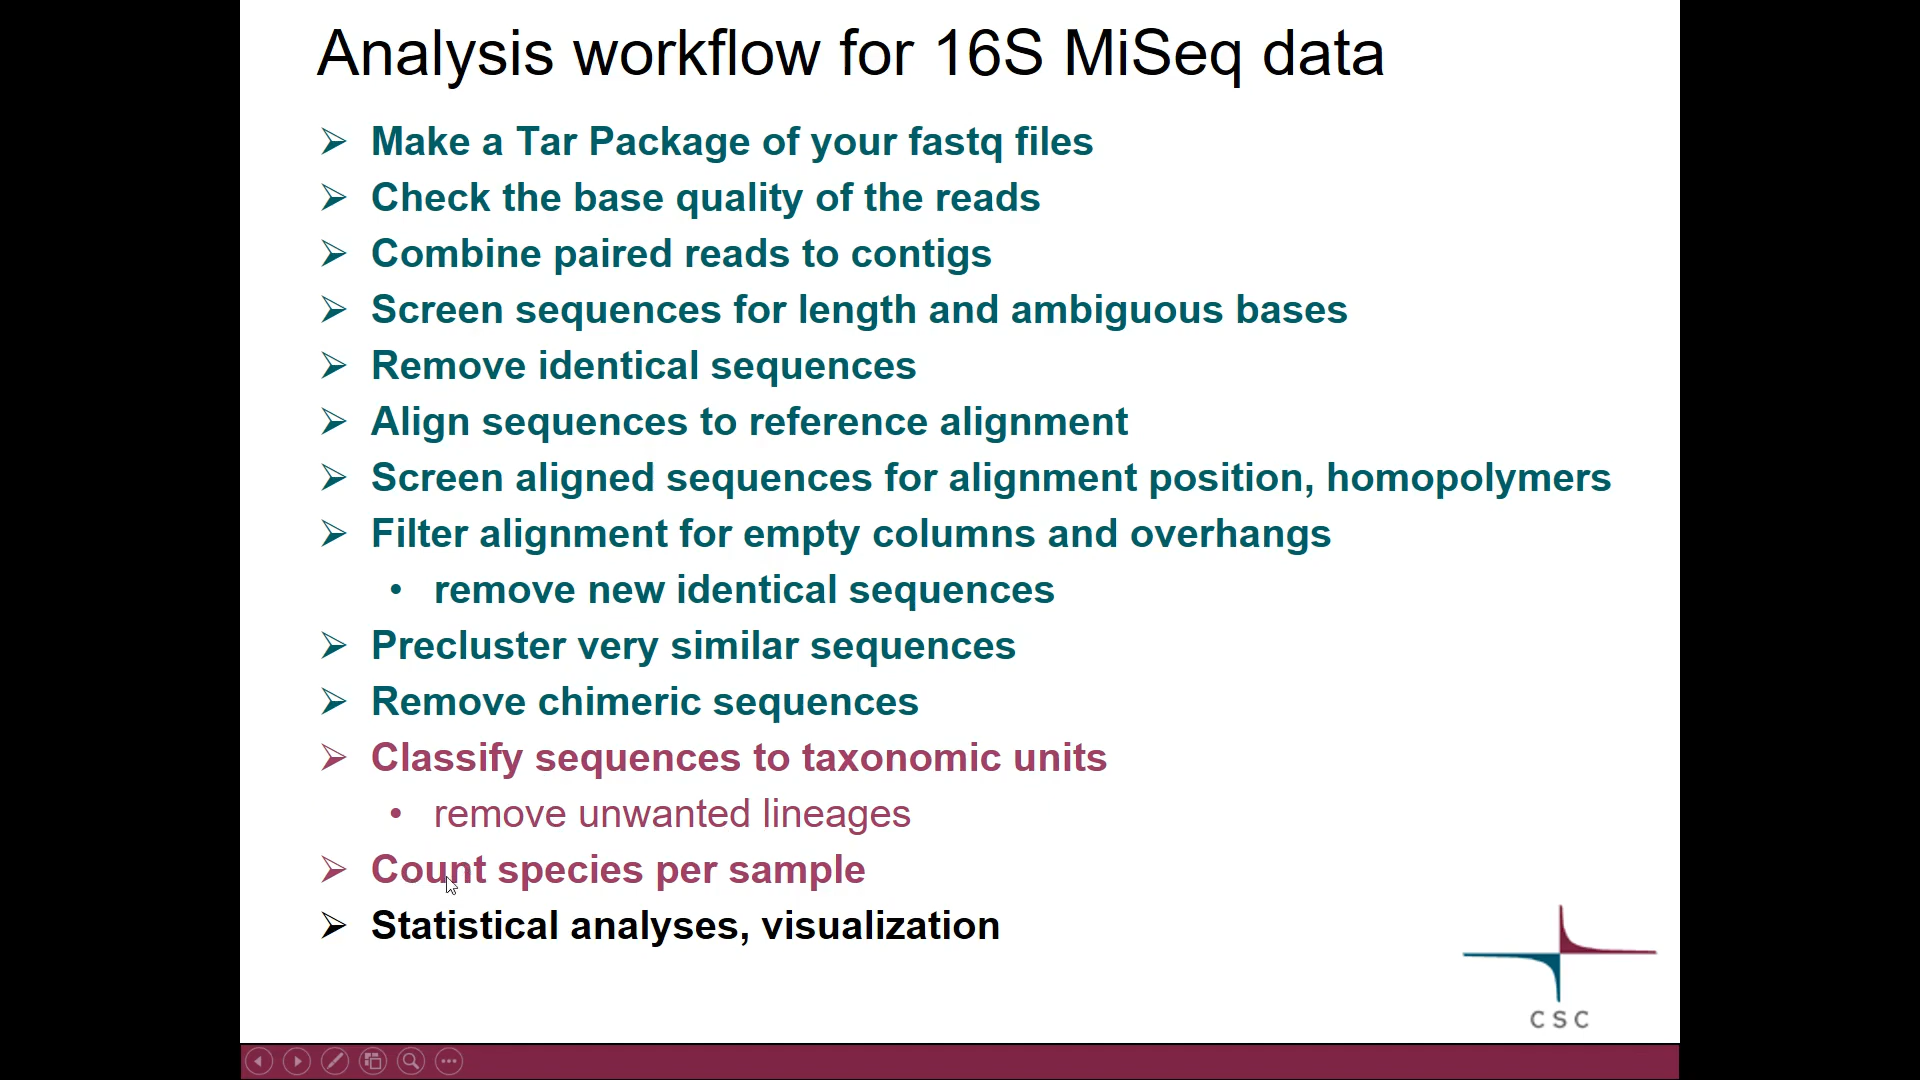 Analysis workflow for 16S MiSeq data
Make a Tar Package of your fastq files
Check the base quality of the reads
Combine paired reads to contigs
Screen sequences for length and ambiguous bases
Remove identical sequences
Align sequences to reference alignment
Screen aligned sequences for alignment position, homopolymers
Filter alignment for empty columns and overhangs
remove new identical sequences
Precluster very similar sequences
Remove chimeric sequences
Classify sequences to taxonomic units
remove unwanted lineages
Count species per sample
Statistical analyses, visualization
CSC